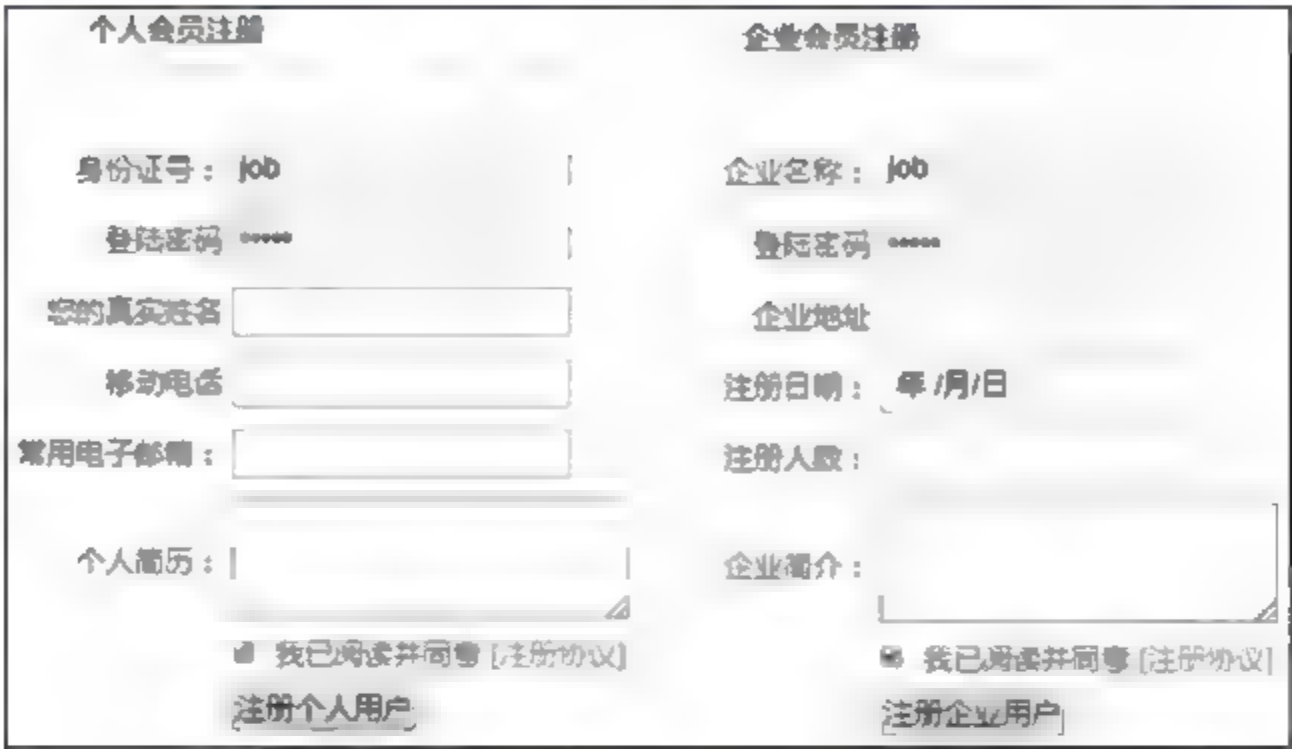 个人会员注册
身份证号：job
登陆密码 •••••
您的真实姓名
移动电话
常用电子邮箱：
个人简历：
我已阅读并同意 [注册协议]
注册个人用户
企业会员注册
企业名称：job
登陆密码 •••••
企业地址
注册日期：年 /月/日
注册人数：
企业简介：
我已阅读并同意 [注册协议]
注册企业用户